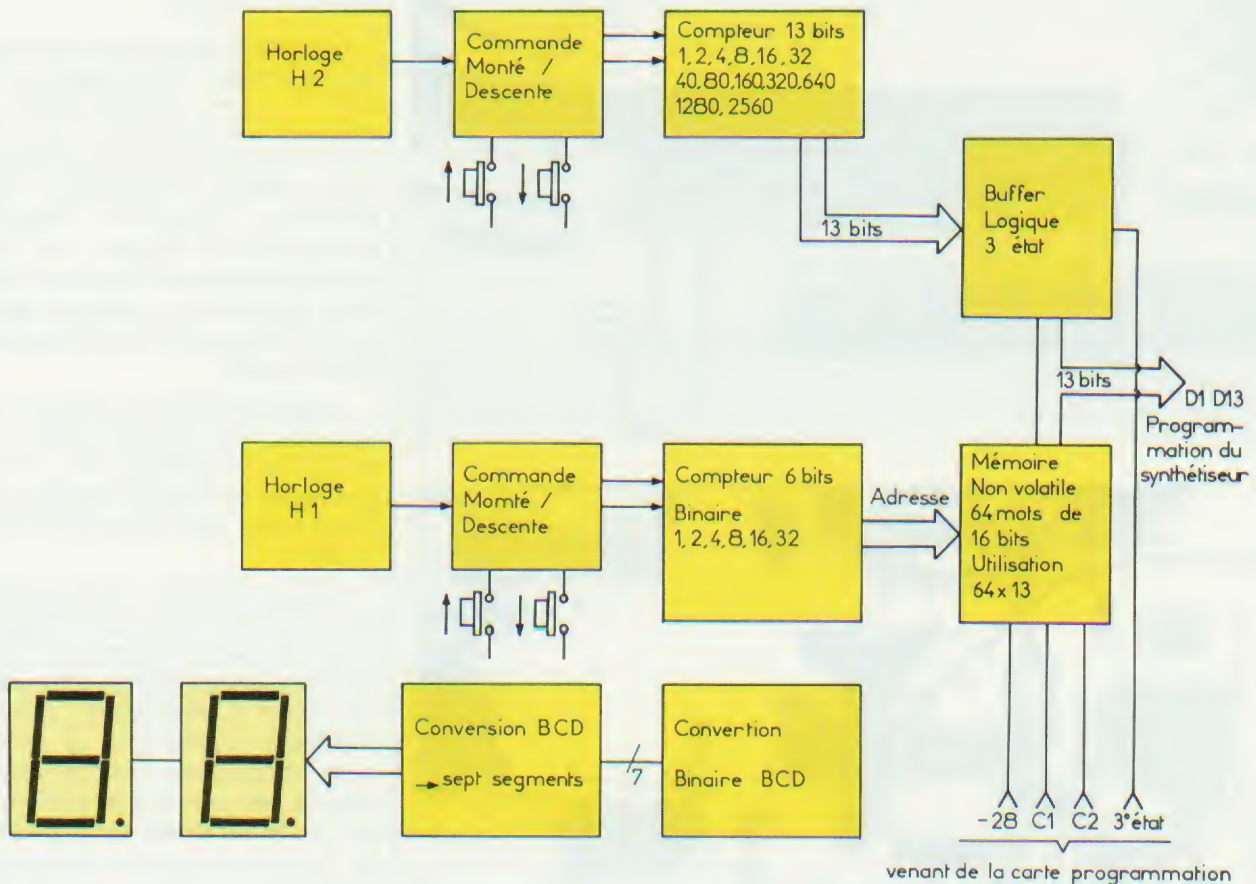 Horloge
H 2
Commande
Monté /
Descente
Compteur 13 bits
1, 2, 4, 8, 16, 32
40,80,160,320,640
1280, 2560
13 bits
Buffer
Logique
3 état
13 bits
D1 D13
Program-
mation du
synthétiseur
Horloge
H 1
Commande
Momté /
Descente
Compteur 6 bits
Binaire
1, 2, 4, 8, 16, 32
Adresse
Mémoire
Non volatile
64 mots de
16 bits
Utilisation
64 x 13
Conversion BCD
→ sept segments
7
Convertion
Binaire BCD
-28 C1 C2 3°état
venant de la carte programmation